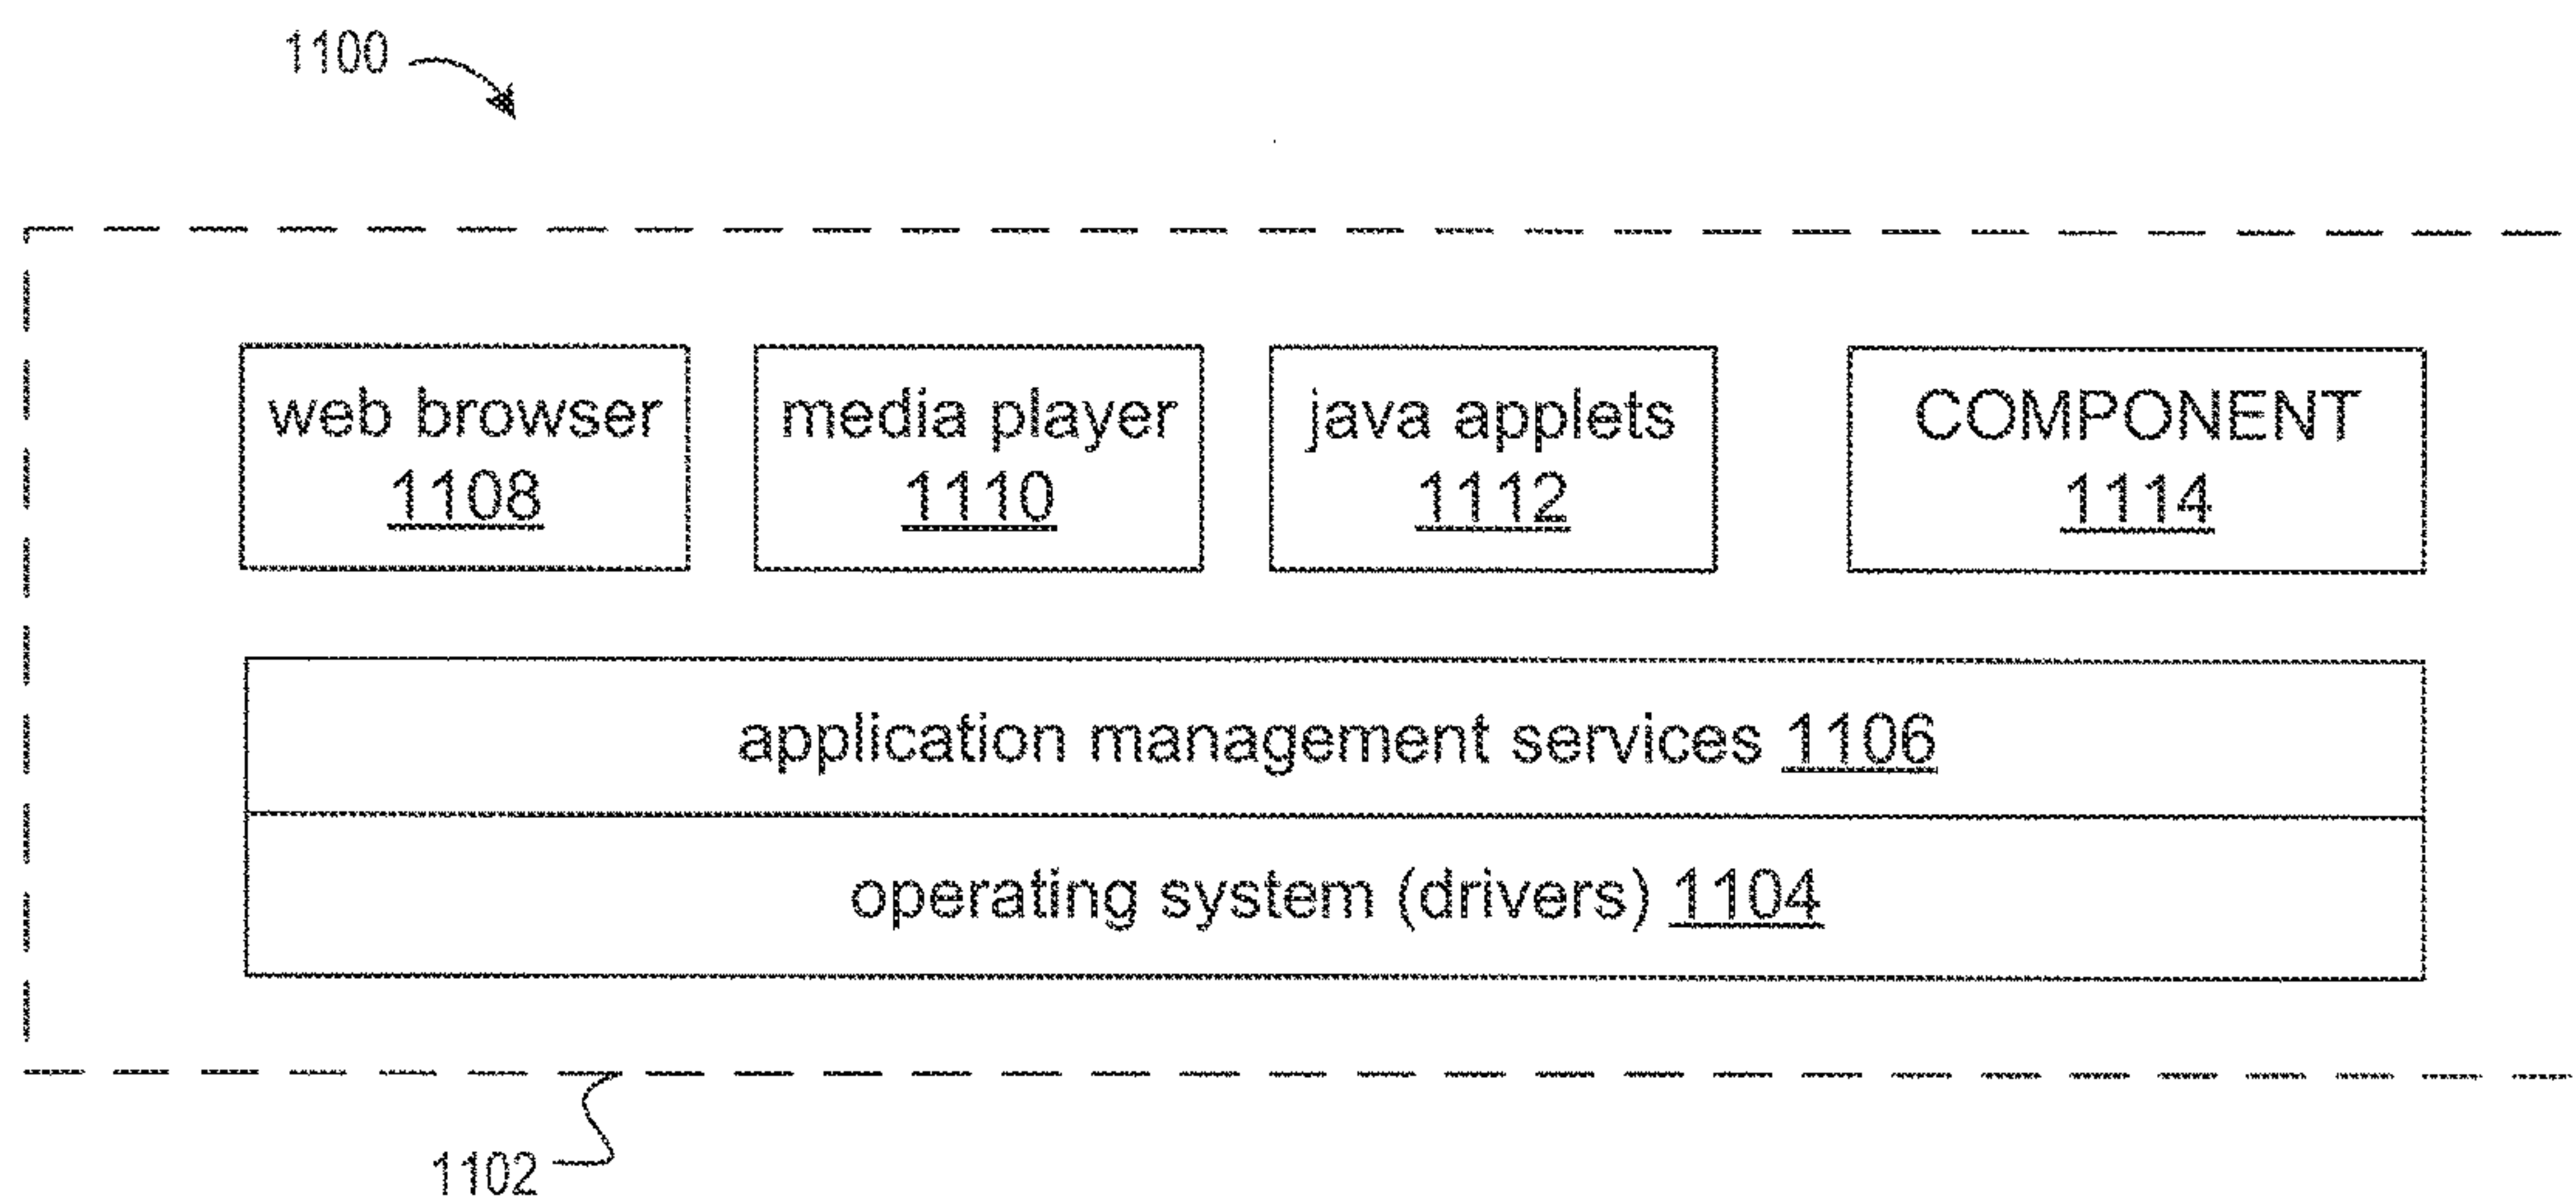 1100
web browser
1108
media player
1110
java applets
1112
COMPONENT
1114
application management services 1106
operating system (drivers) 1104
1102